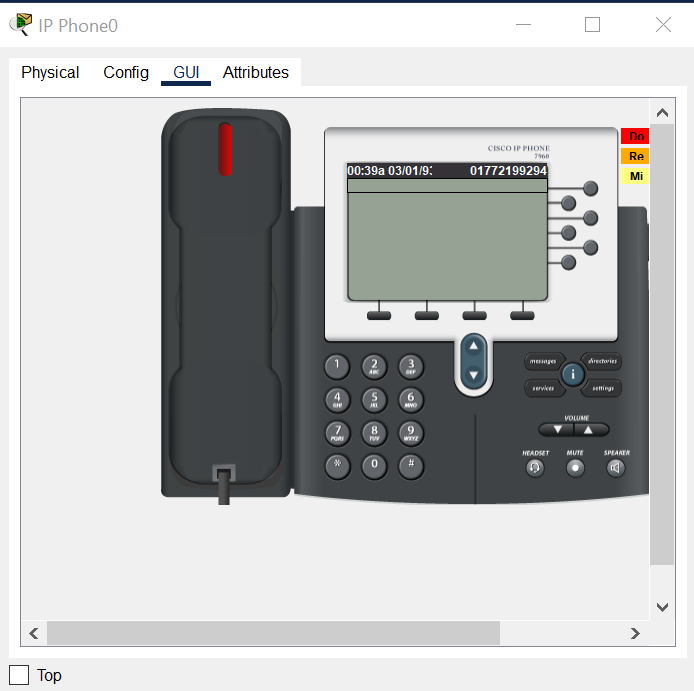 IP Phone0
Physical Config GUI Attributes
CISCO IP PHONE
7960
Do
Re
Mi
00:39a 03/01/93 01772199294
messages directories
i
services settings
1 2 ABC 3 DEF
4 GHI 5 JKL 6 MNO
7 PQRS 8 TUV 9 WXYZ
* 0 #
VOLUME
HEADSET MUTE SPEAKER
Top